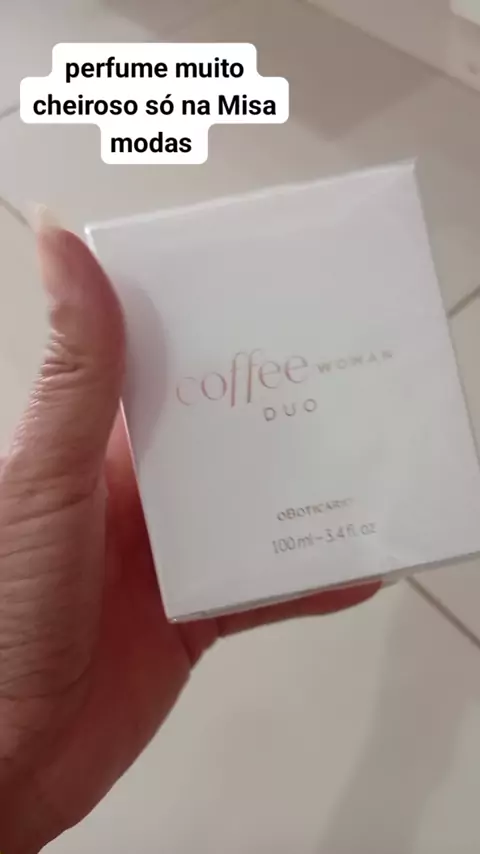 perfume muito
cheiroso só na Misa
modas
coffee WOMAN
DUO
oBOTICÁRIO
100 ml - 3.4 fl. oz